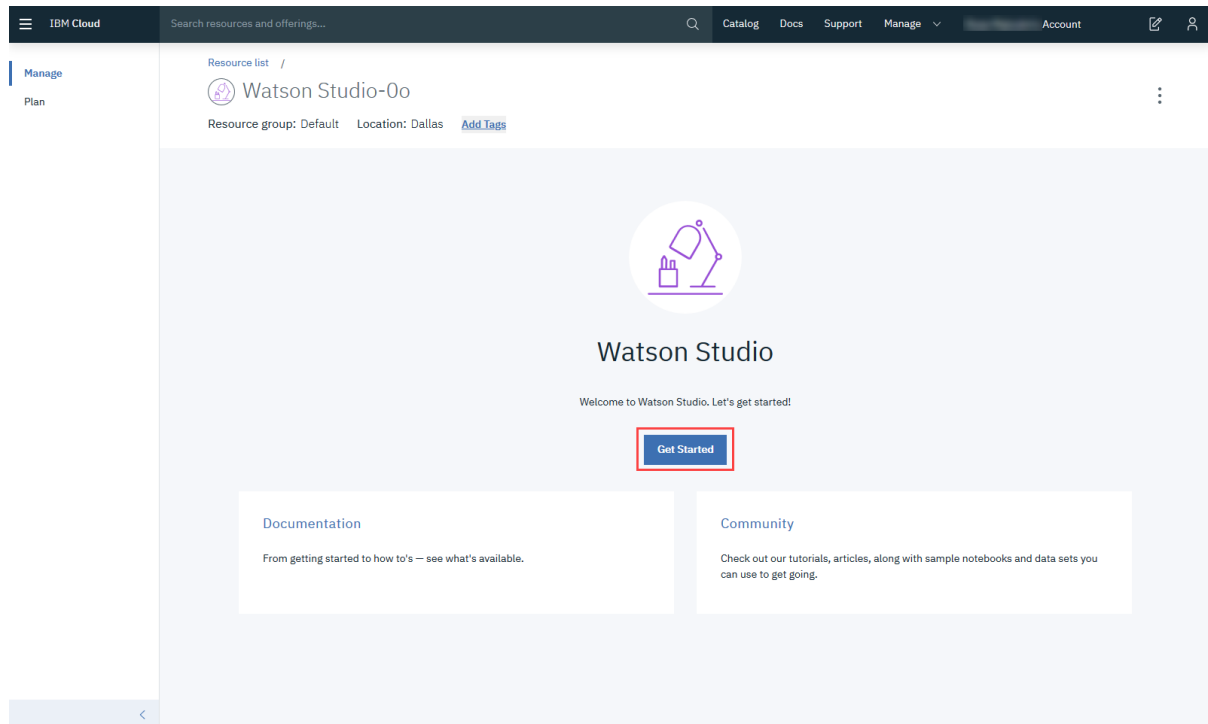 IBM Cloud
Search resources and offerings...
Catalog
Docs
Support
Manage
Account
Manage
Plan
Resource list /
Watson Studio-0o
Resource group: Default Location: Dallas Add Tags
Watson Studio
Welcome to Watson Studio. Let's get started!
Get Started
Documentation
From getting started to how to's — see what's available.
Community
Check out our tutorials, articles, along with sample notebooks and data sets you
can use to get going.